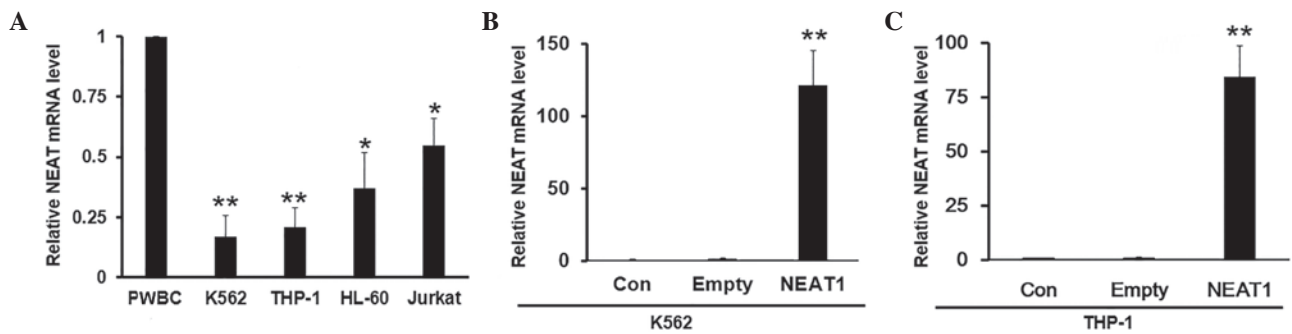 A
Relative NEAT mRNA level
1
0.75
0.5
0.25
0
**
**
*
*
PWBC K562 THP-1 HL-60 Jurkat
B
Relative NEAT mRNA level
150
100
50
0
**
Con Empty NEAT1
K562
C
Relative NEAT mRNA level
100
75
50
25
0
**
Con Empty NEAT1
THP-1